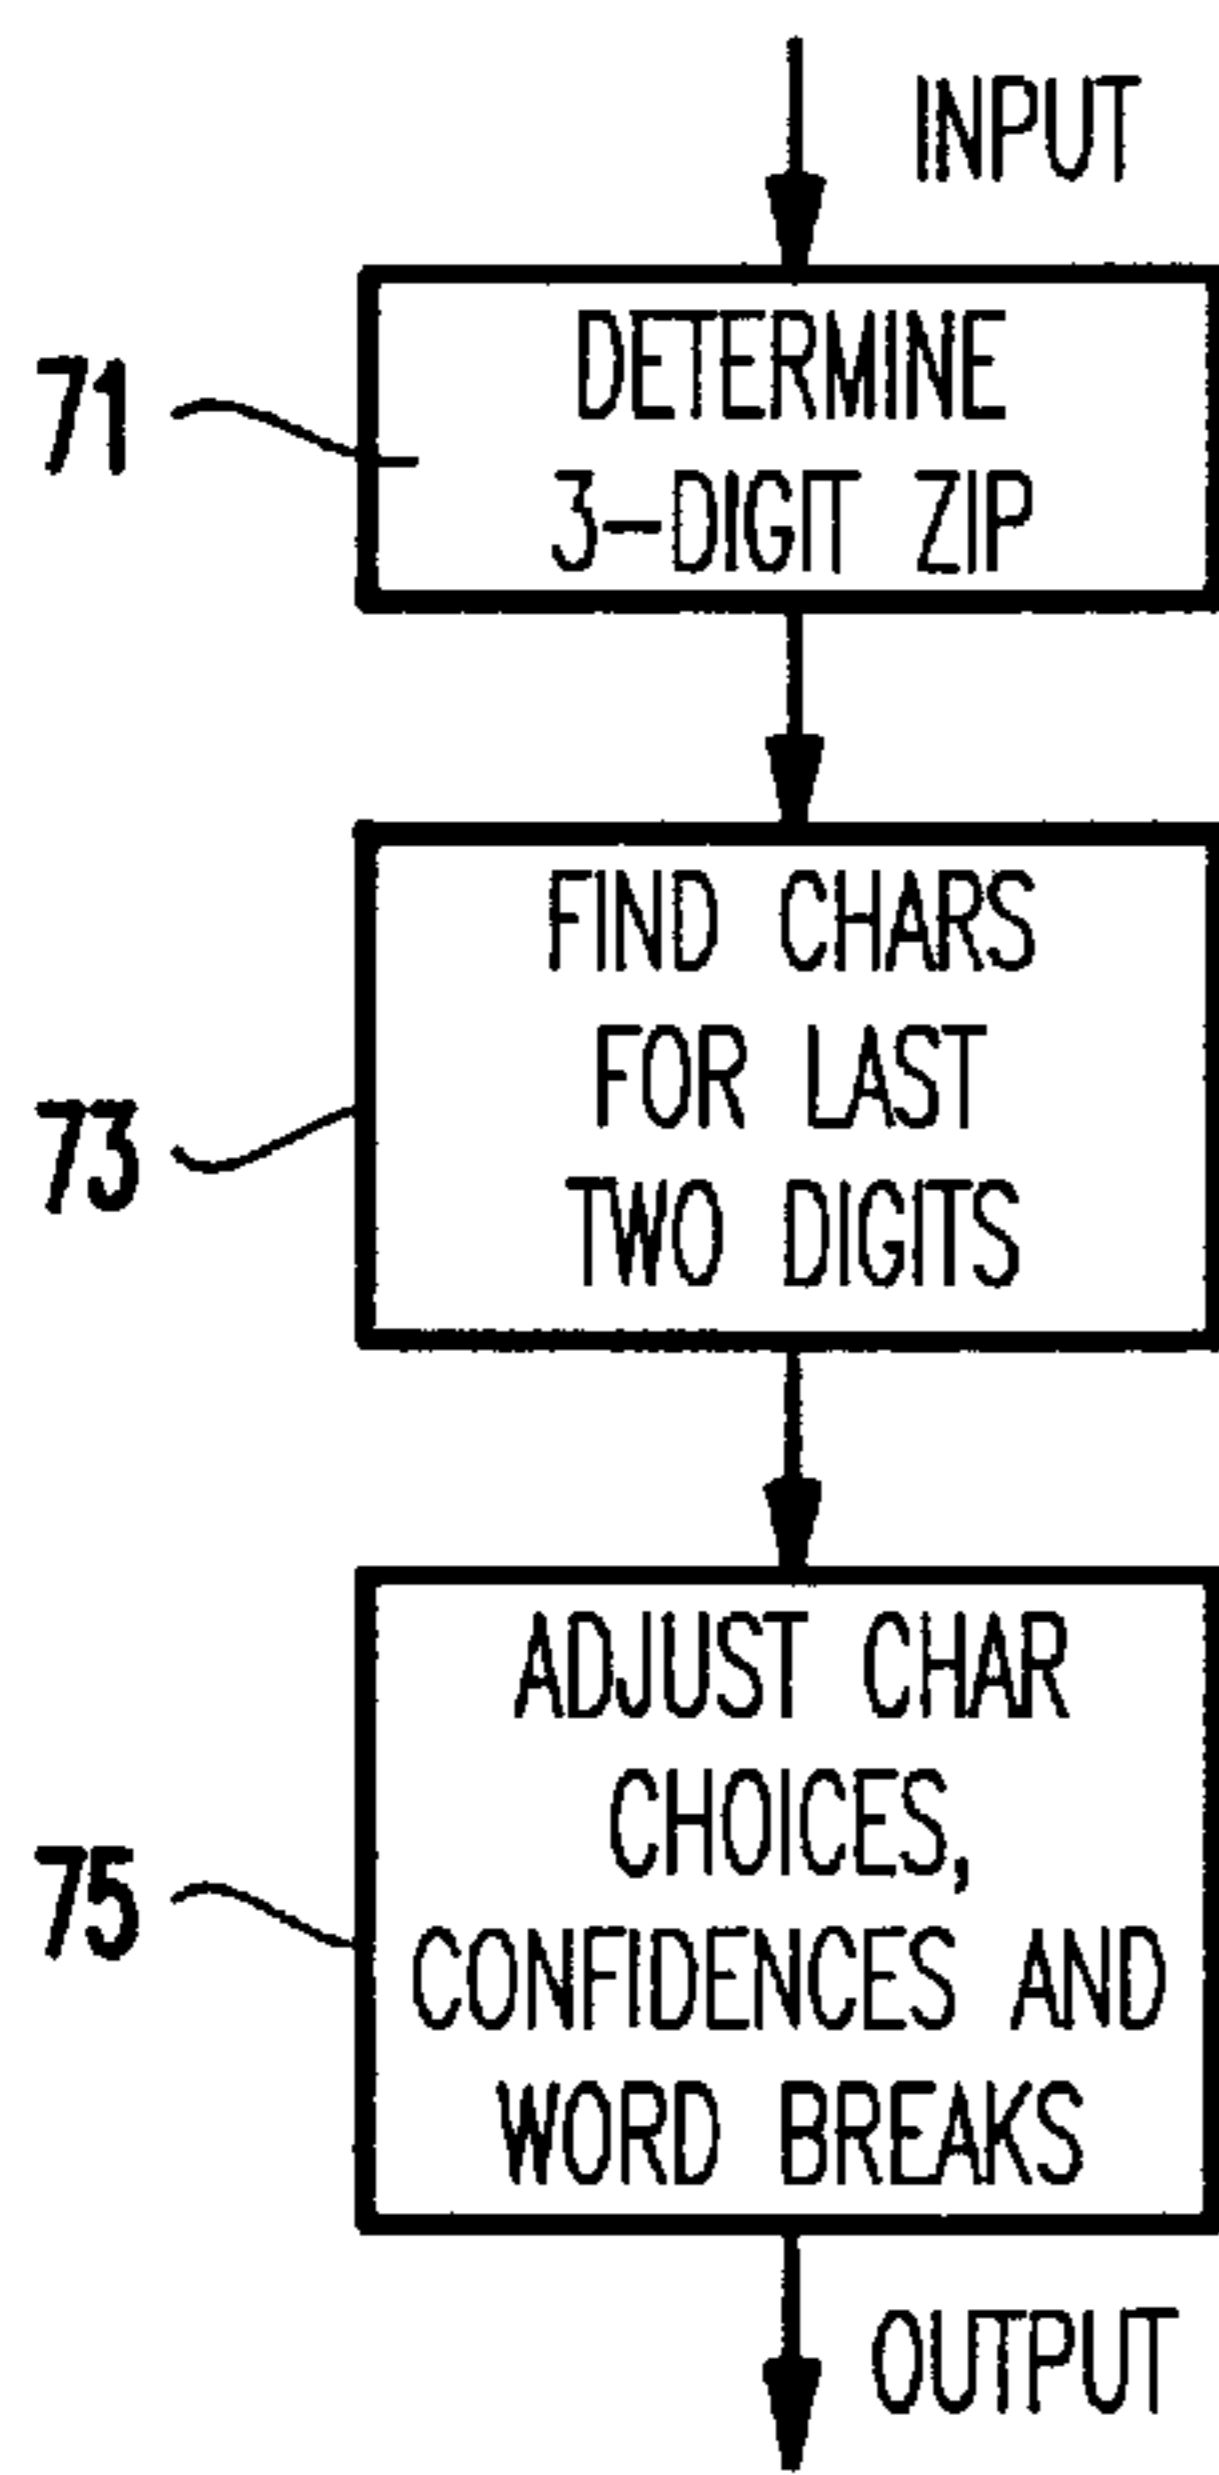 INPUT
71
DETERMINE
3-DIGIT ZIP
73
FIND CHARS
FOR LAST
TWO DIGITS
75
ADJUST CHAR
CHOICES,
CONFIDENCES AND
WORD BREAKS
OUTPUT